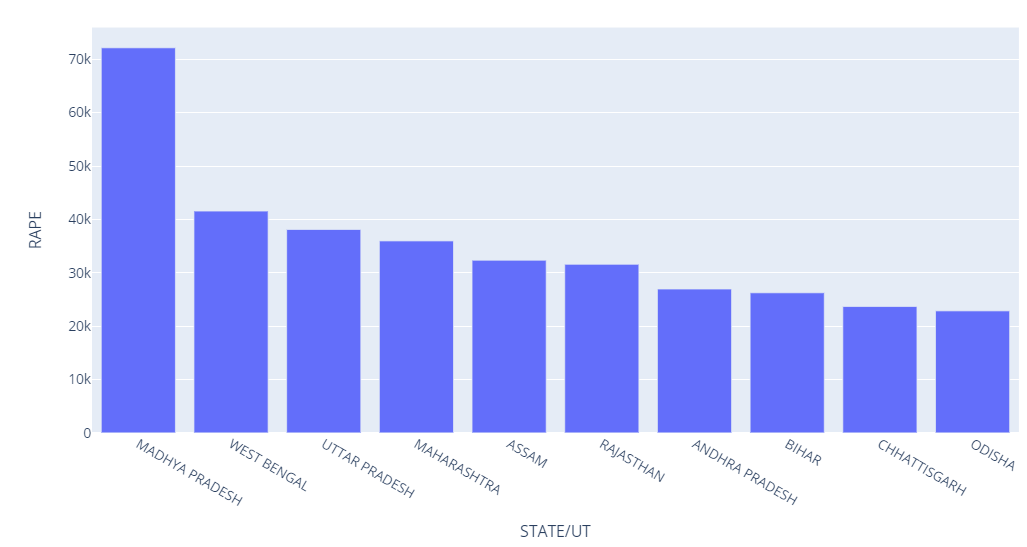 70k
60k
50k
40k
30k
20k
10k
0
RAPE
MADHYA PRADESH
WEST BENGAL
UTTAR PRADESH
MAHARASHTRA
ASSAM
RAJASTHAN
ANDHRA PRADESH
BIHAR
CHHATTISGARH
ODISHA
STATE/UT